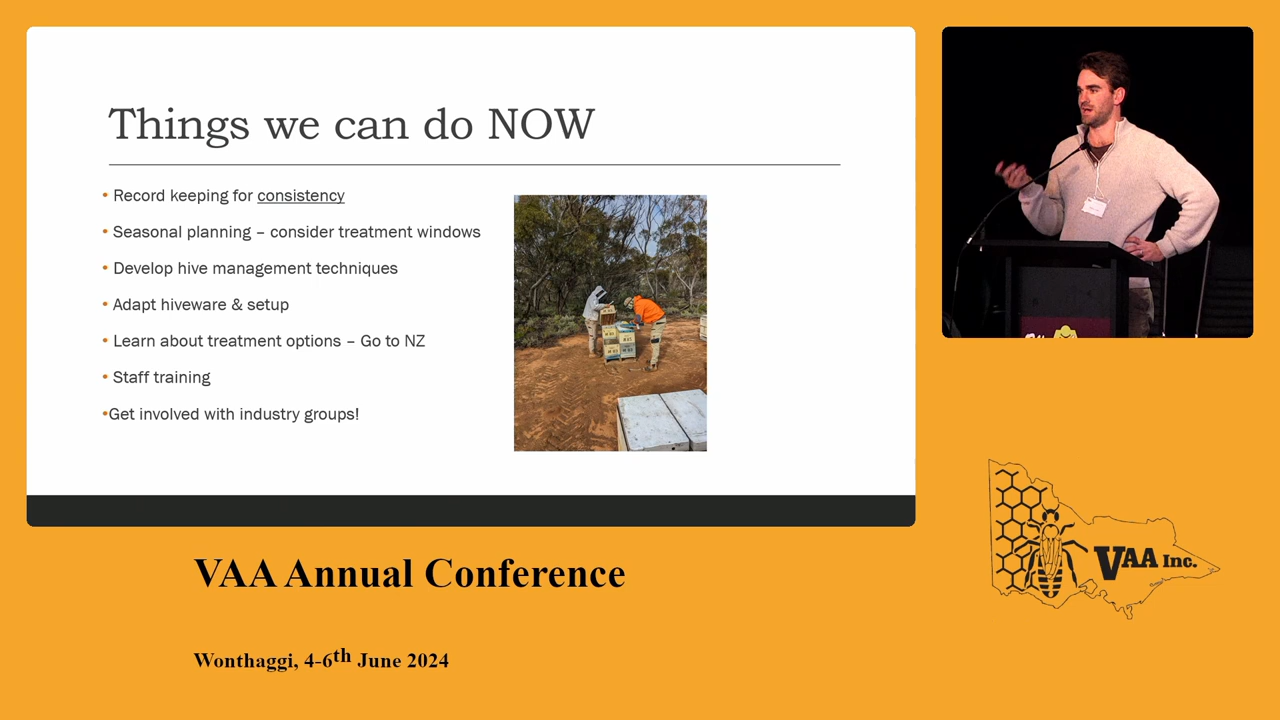 Things we can do NOW
• Record keeping for consistency
• Seasonal planning – consider treatment windows
• Develop hive management techniques
• Adapt hiveware & setup
• Learn about treatment options – Go to NZ
• Staff training
•Get involved with industry groups!
VAA Inc.
VAA Annual Conference
Wonthaggi, 4-6th June 2024